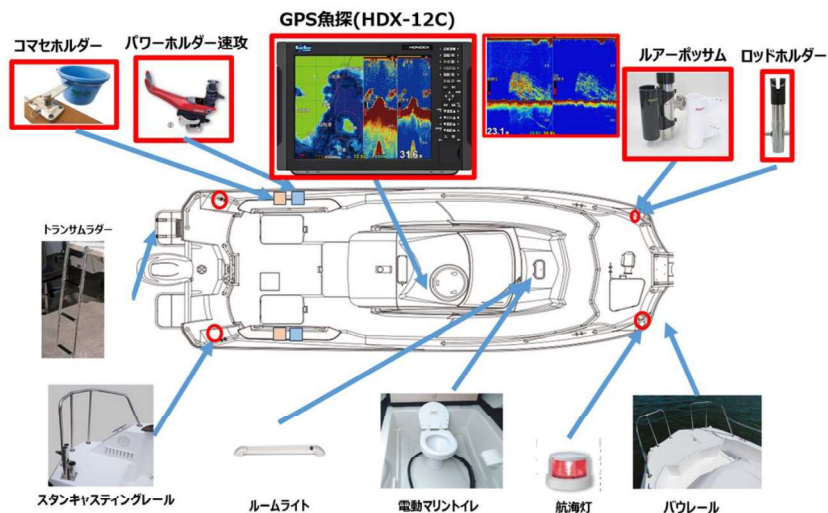 GPS魚探(HDX-12C)
コマセホルダー
パワーホルダー速攻
ルアーポッサム
ロッドホルダー
HONDEX
31.6
23.1
トランサムラダー
スタンキャスティングレール
ルームライト
電動マリントイレ
航海灯
バウレール